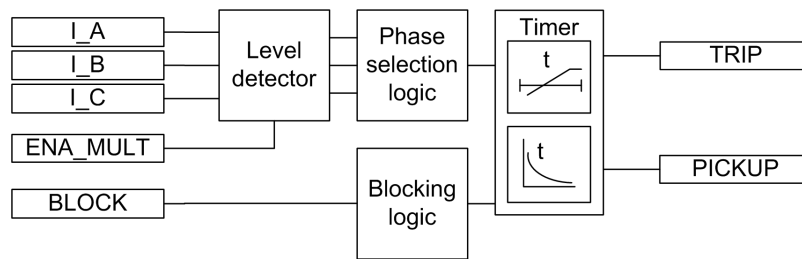 I_A
I_B
I_C
ENA_MULT
BLOCK
Level
detector
Phase
selection
logic
Blocking
logic
Timer
t
t
TRIP
PICKUP